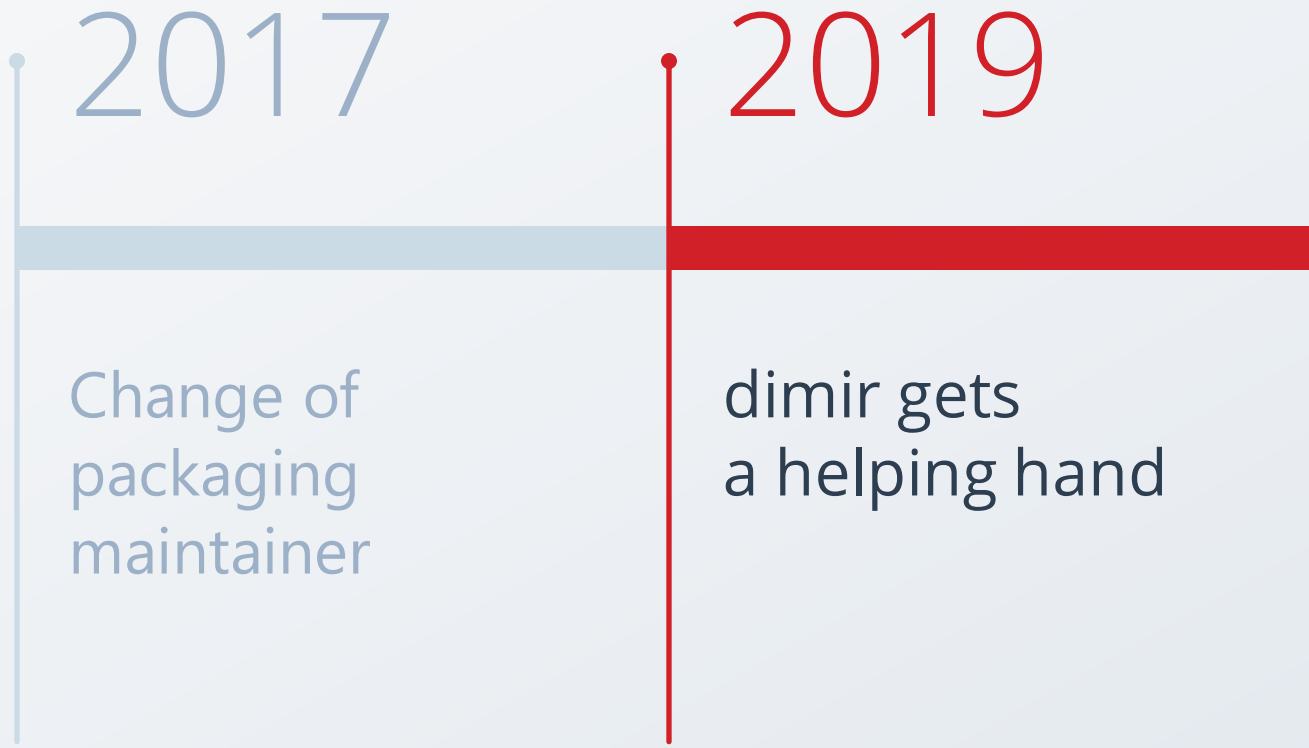 2017
Change of
packaging
maintainer
2019
dimir gets
a helping hand